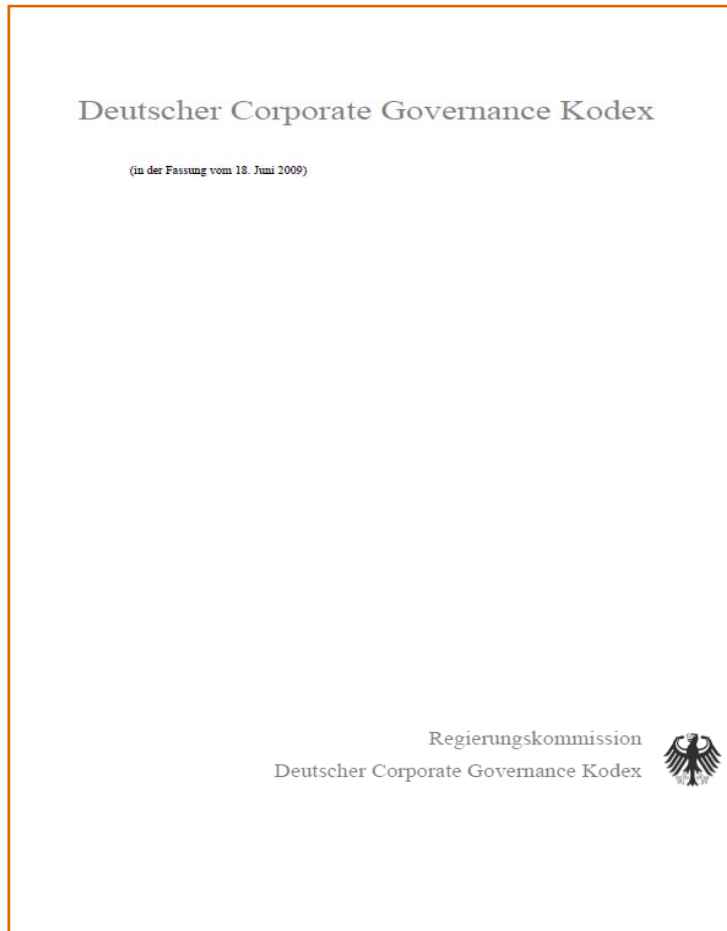 Deutscher Corporate Governance Kodex
(in der Fassung vom 18. Juni 2009)
Regierungskommission
Deutscher Corporate Governance Kodex